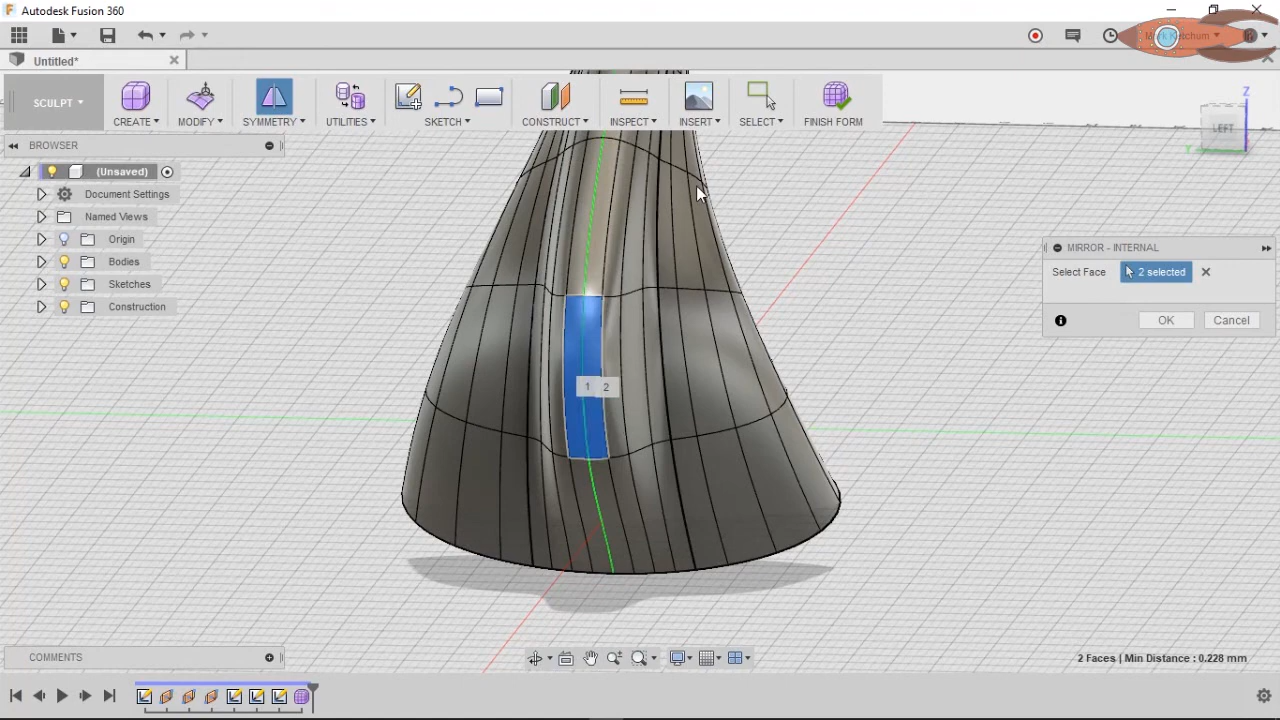 Autodesk Fusion 360
Untitled*
SCULPT
CREATE
MODIFY
SYMMETRY
UTILITIES
SKETCH
CONSTRUCT
INSPECT
INSERT
SELECT
FINISH FORM
BROWSER
(Unsaved)
Document Settings
Named Views
Origin
Bodies
Sketches
Construction
Z
LEFT
Y
MIRROR - INTERNAL
Select Face
2 selected
OK
Cancel
1
2
COMMENTS
2 Faces | Min Distance : 0.228 mm